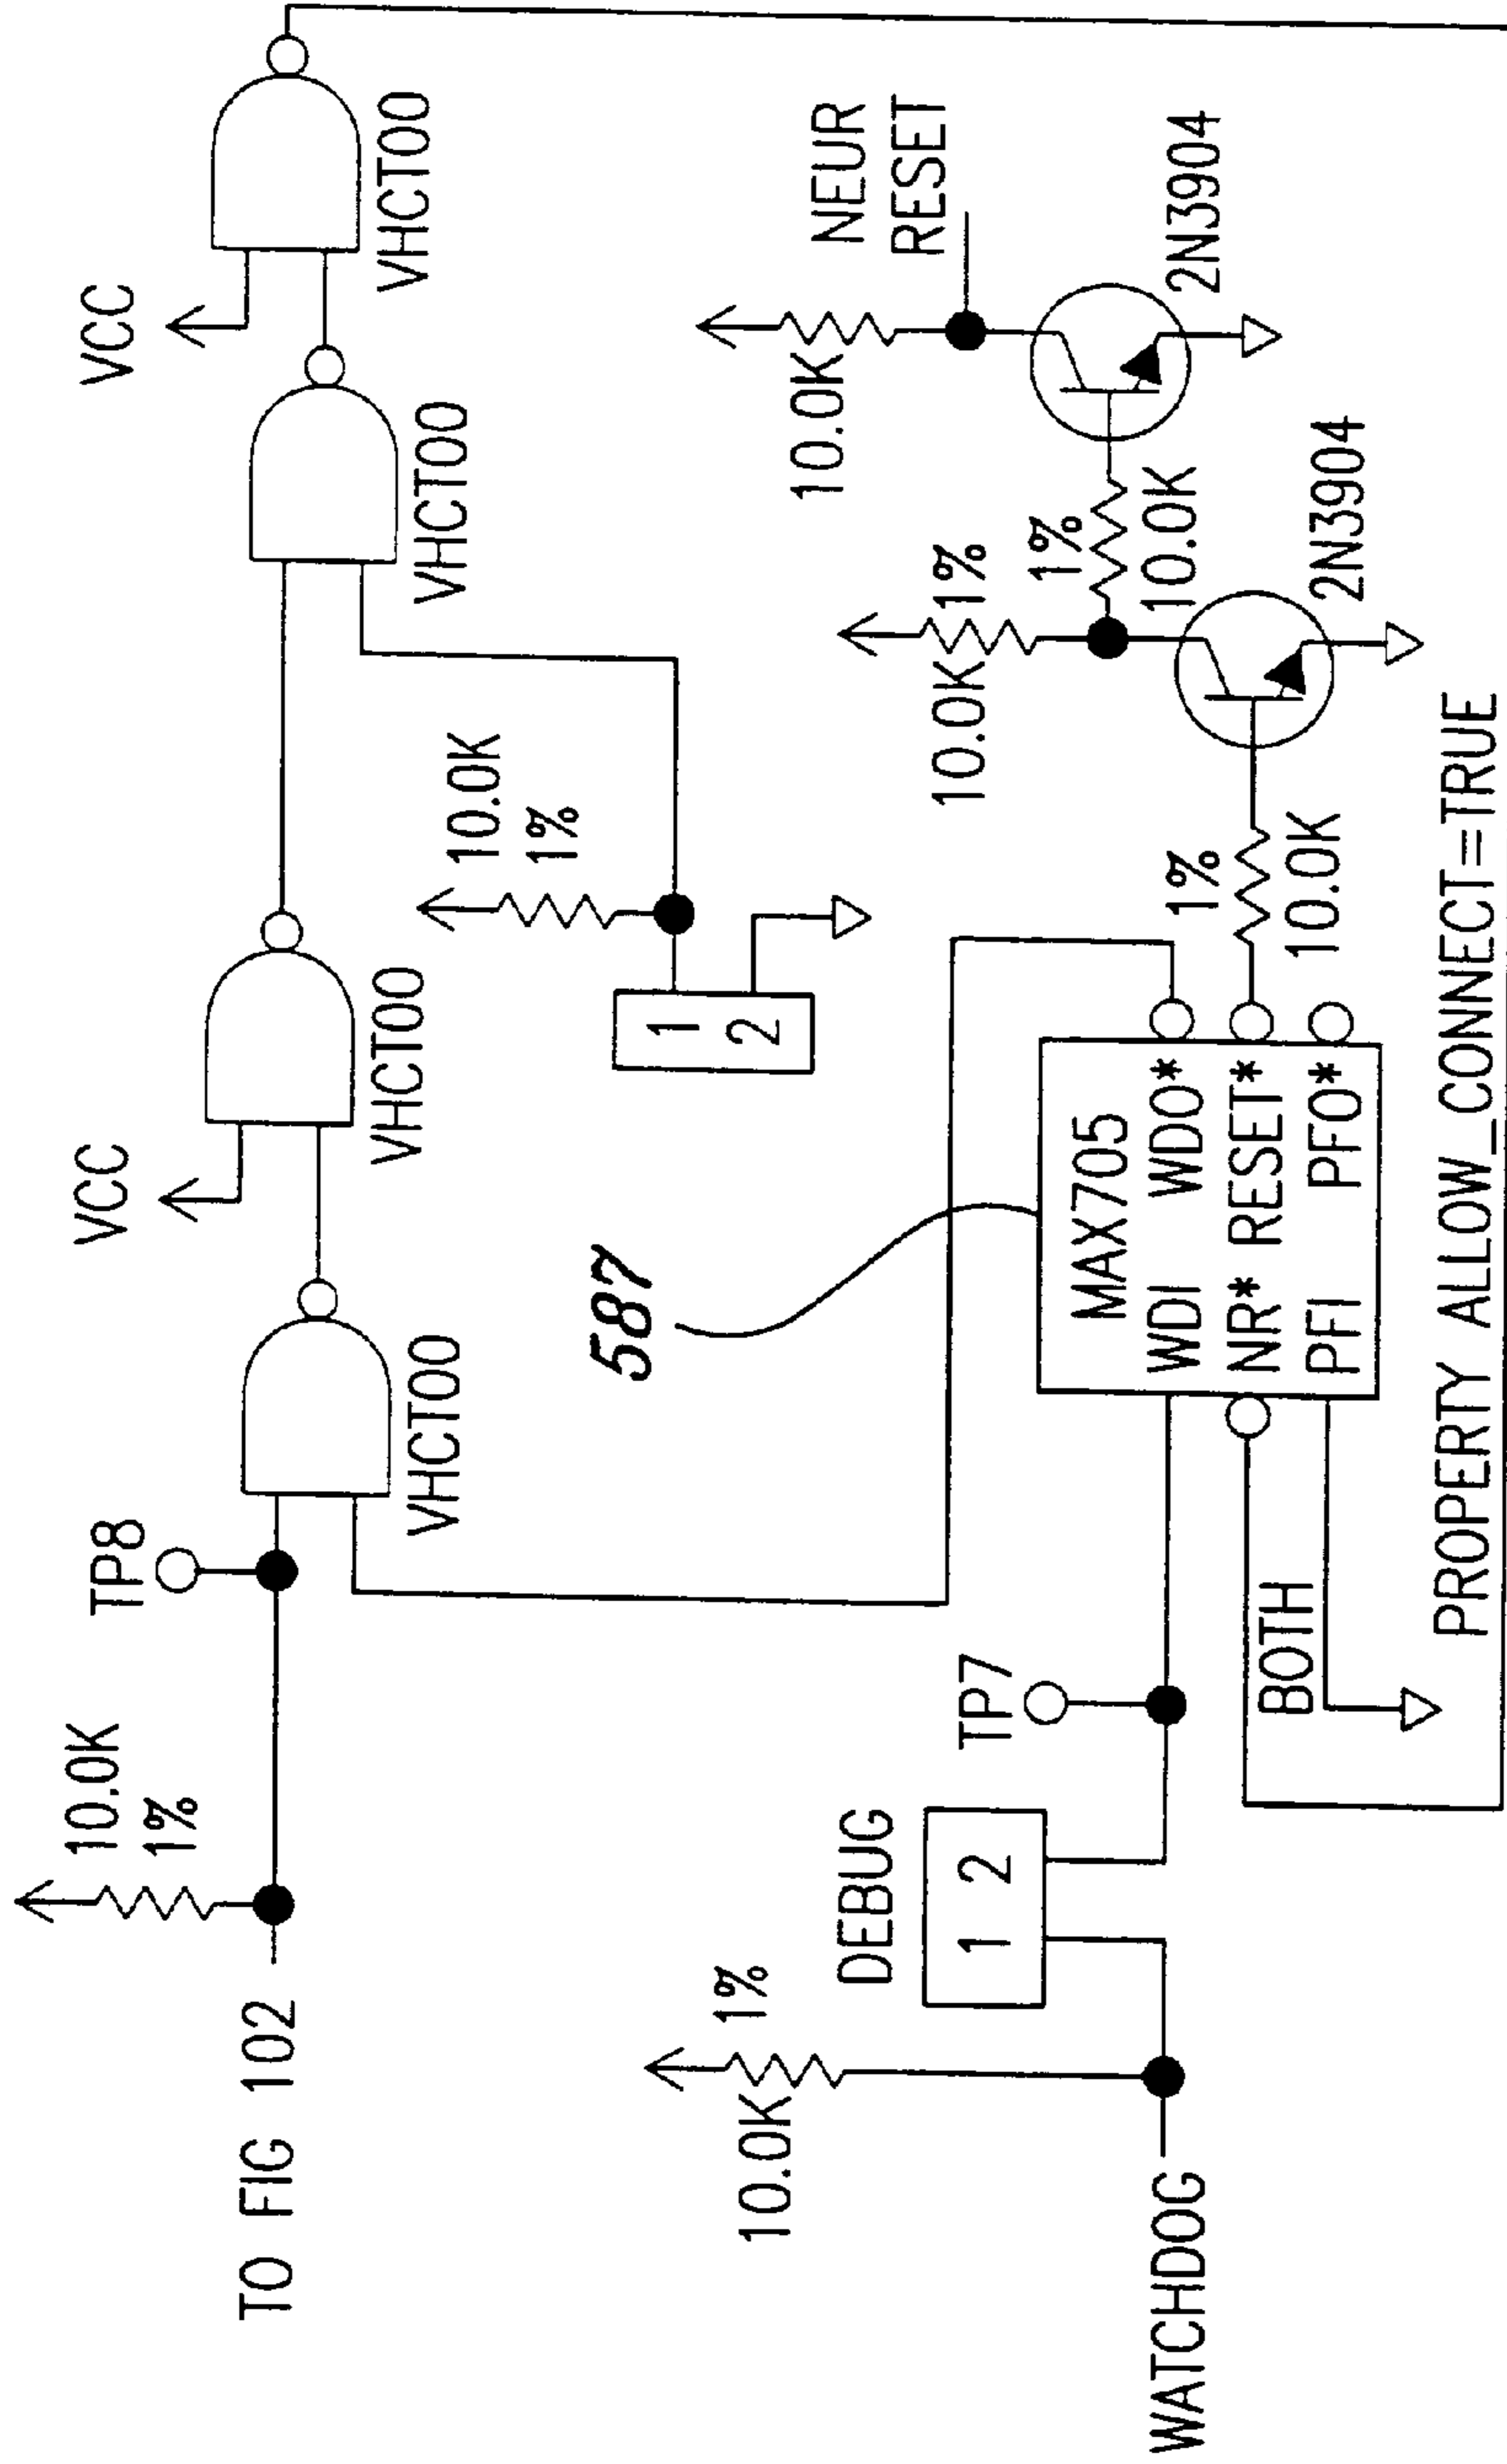 VCC
VCC
TP8
10.0K
1%
TO FIG 102
VHCT00
VHCT00
VHCT00
VHCT00
10.0K
1%
1
2
587
NEUR
RESET
10.0K
2N3904
10.0K
1%
1%
10.0K
2N3904
1%
10.0K
1%
10.0K
DEBUG
1 2
TP7
WATCHDOG
MAX705
WDI WDO*
NR* RESET*
PFI PFO*
BOTH
PROPERTY ALLOW_CONNECT=TRUE